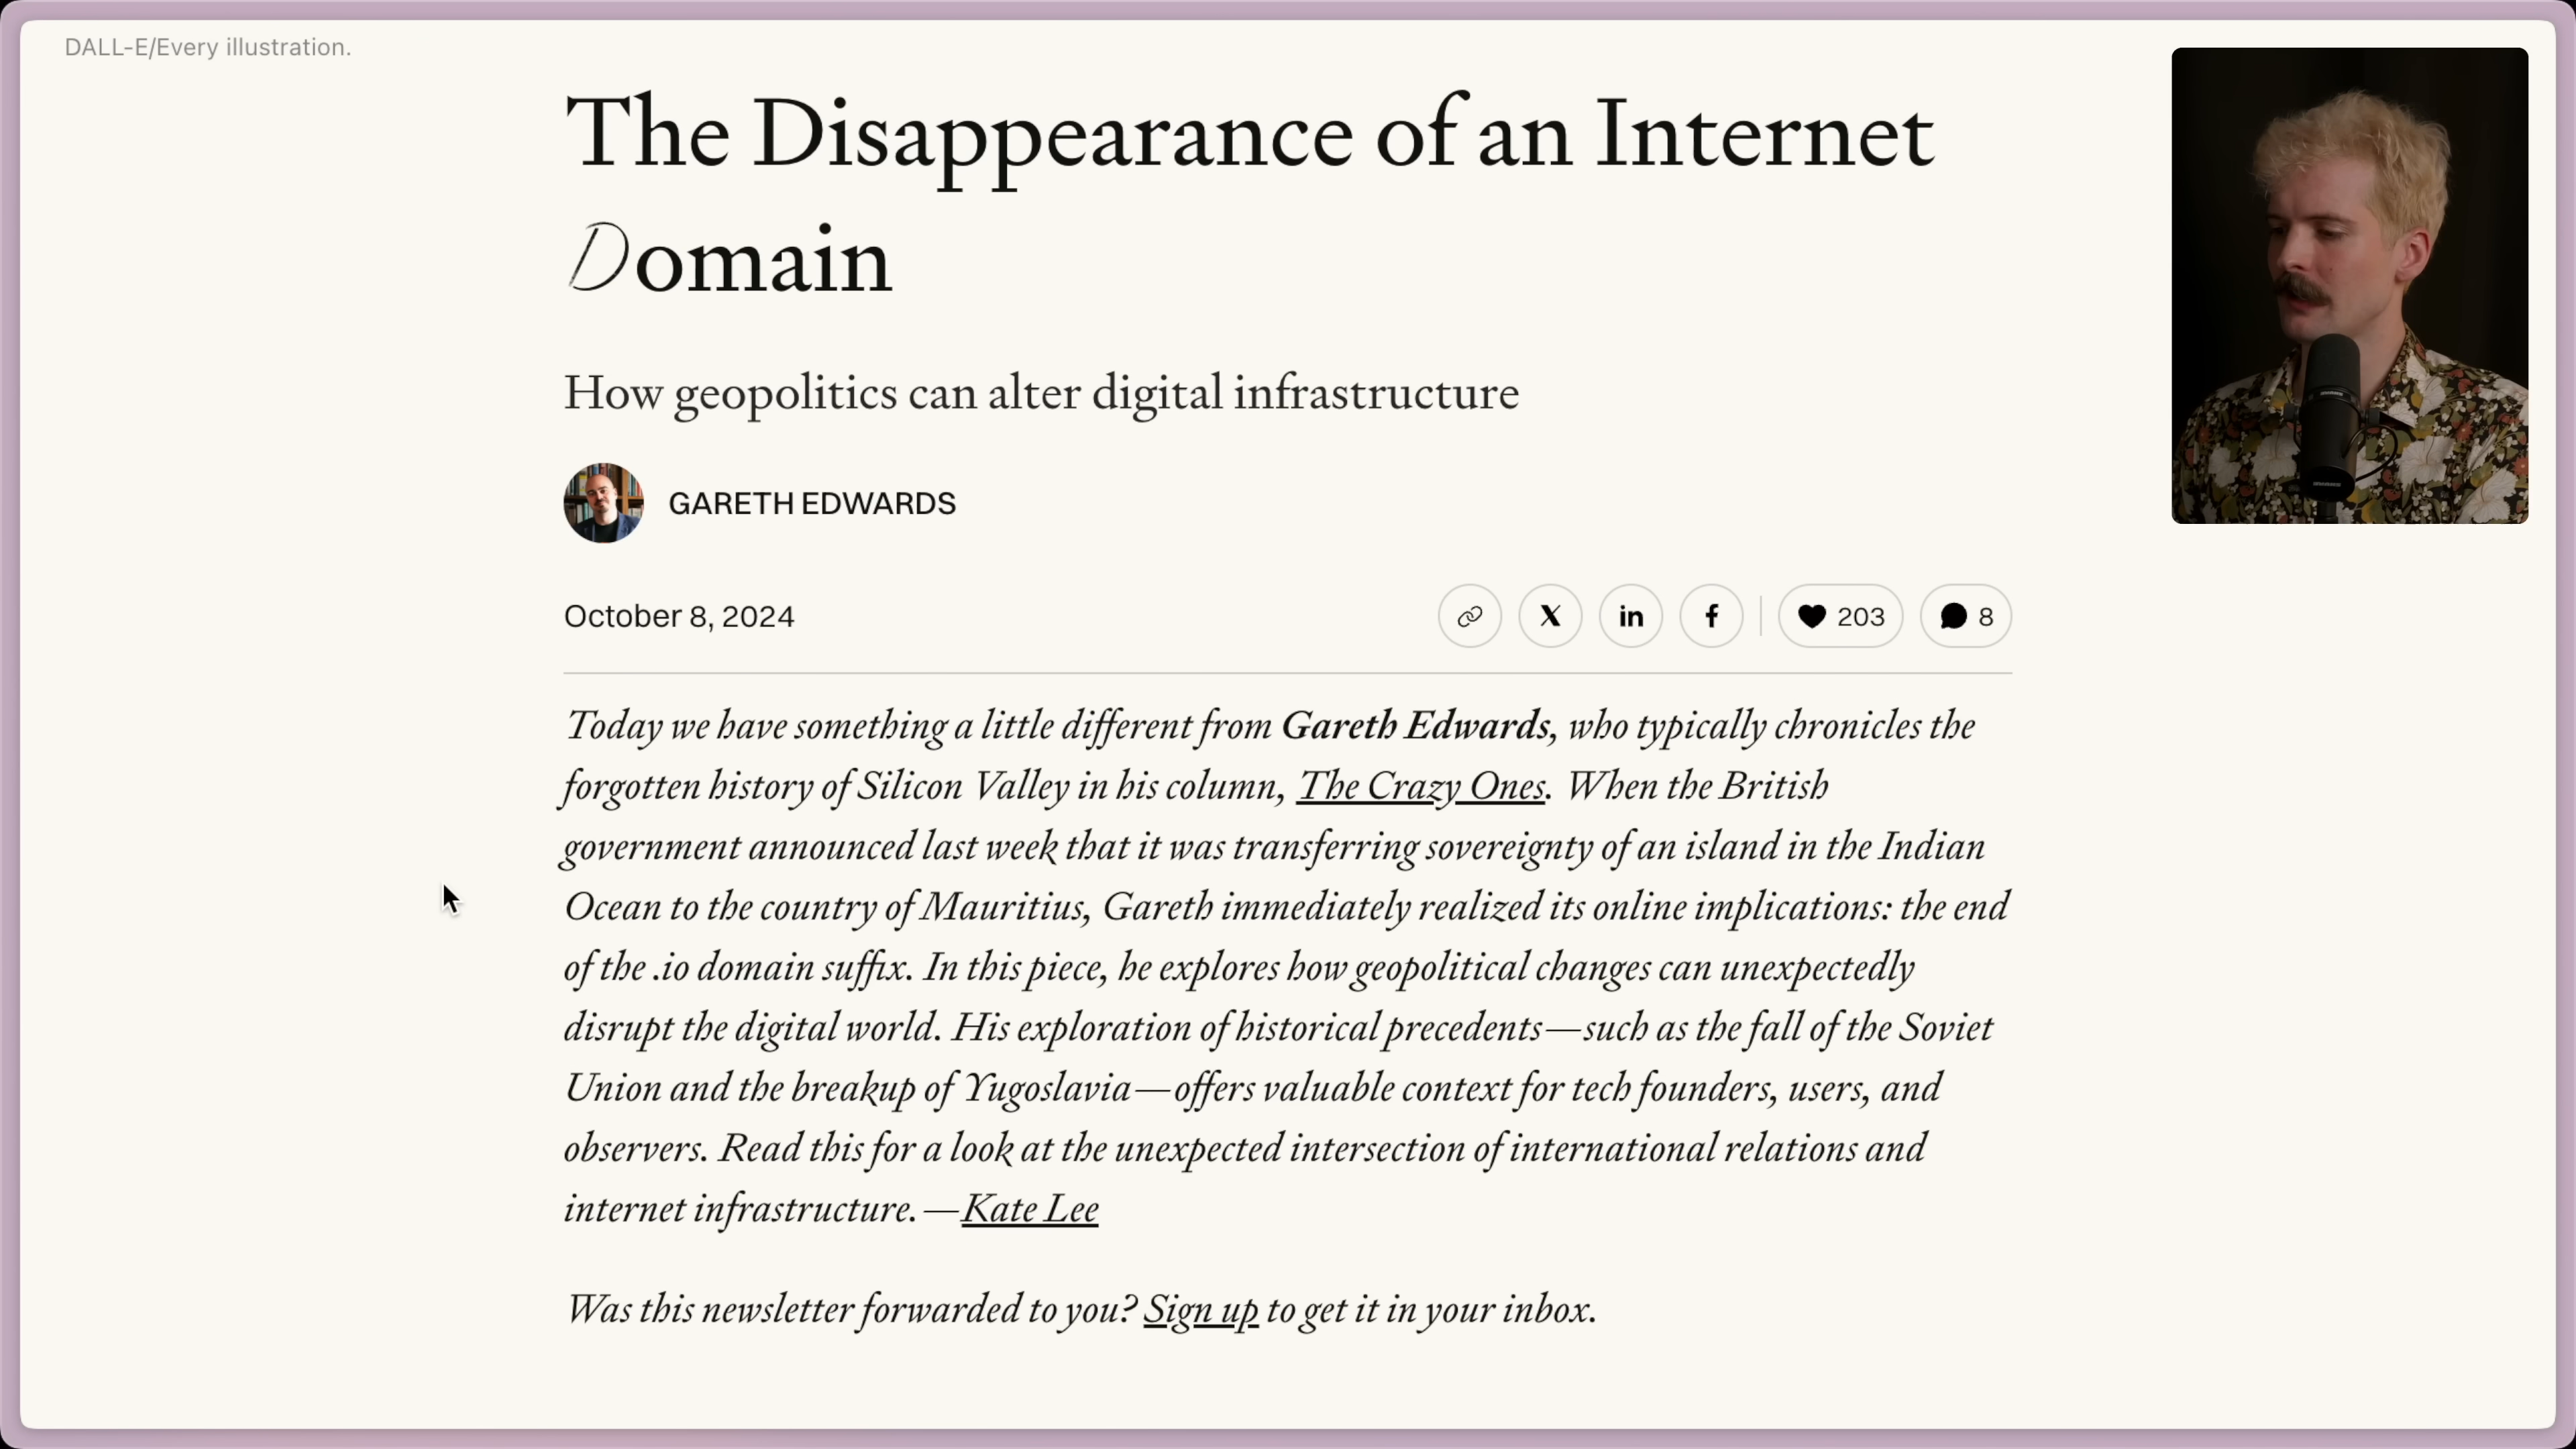 DALL-E/Every illustration.
The Disappearance of an Internet
Domain
How geopolitics can alter digital infrastructure
GARETH EDWARDS
October 8, 2024
X
in
f
203
8
Today we have something a little different from Gareth Edwards, who typically chronicles the
forgotten history of Silicon Valley in his column, The Crazy Ones. When the British
government announced last week that it was transferring sovereignty of an island in the Indian
Ocean to the country of Mauritius, Gareth immediately realized its online implications: the end
of the .io domain suffix. In this piece, he explores how geopolitical changes can unexpectedly
disrupt the digital world. His exploration of historical precedents—such as the fall of the Soviet
Union and the breakup of Yugoslavia—offers valuable context for tech founders, users, and
observers. Read this for a look at the unexpected intersection of international relations and
internet infrastructure.—Kate Lee
Was this newsletter forwarded to you? Sign up to get it in your inbox.